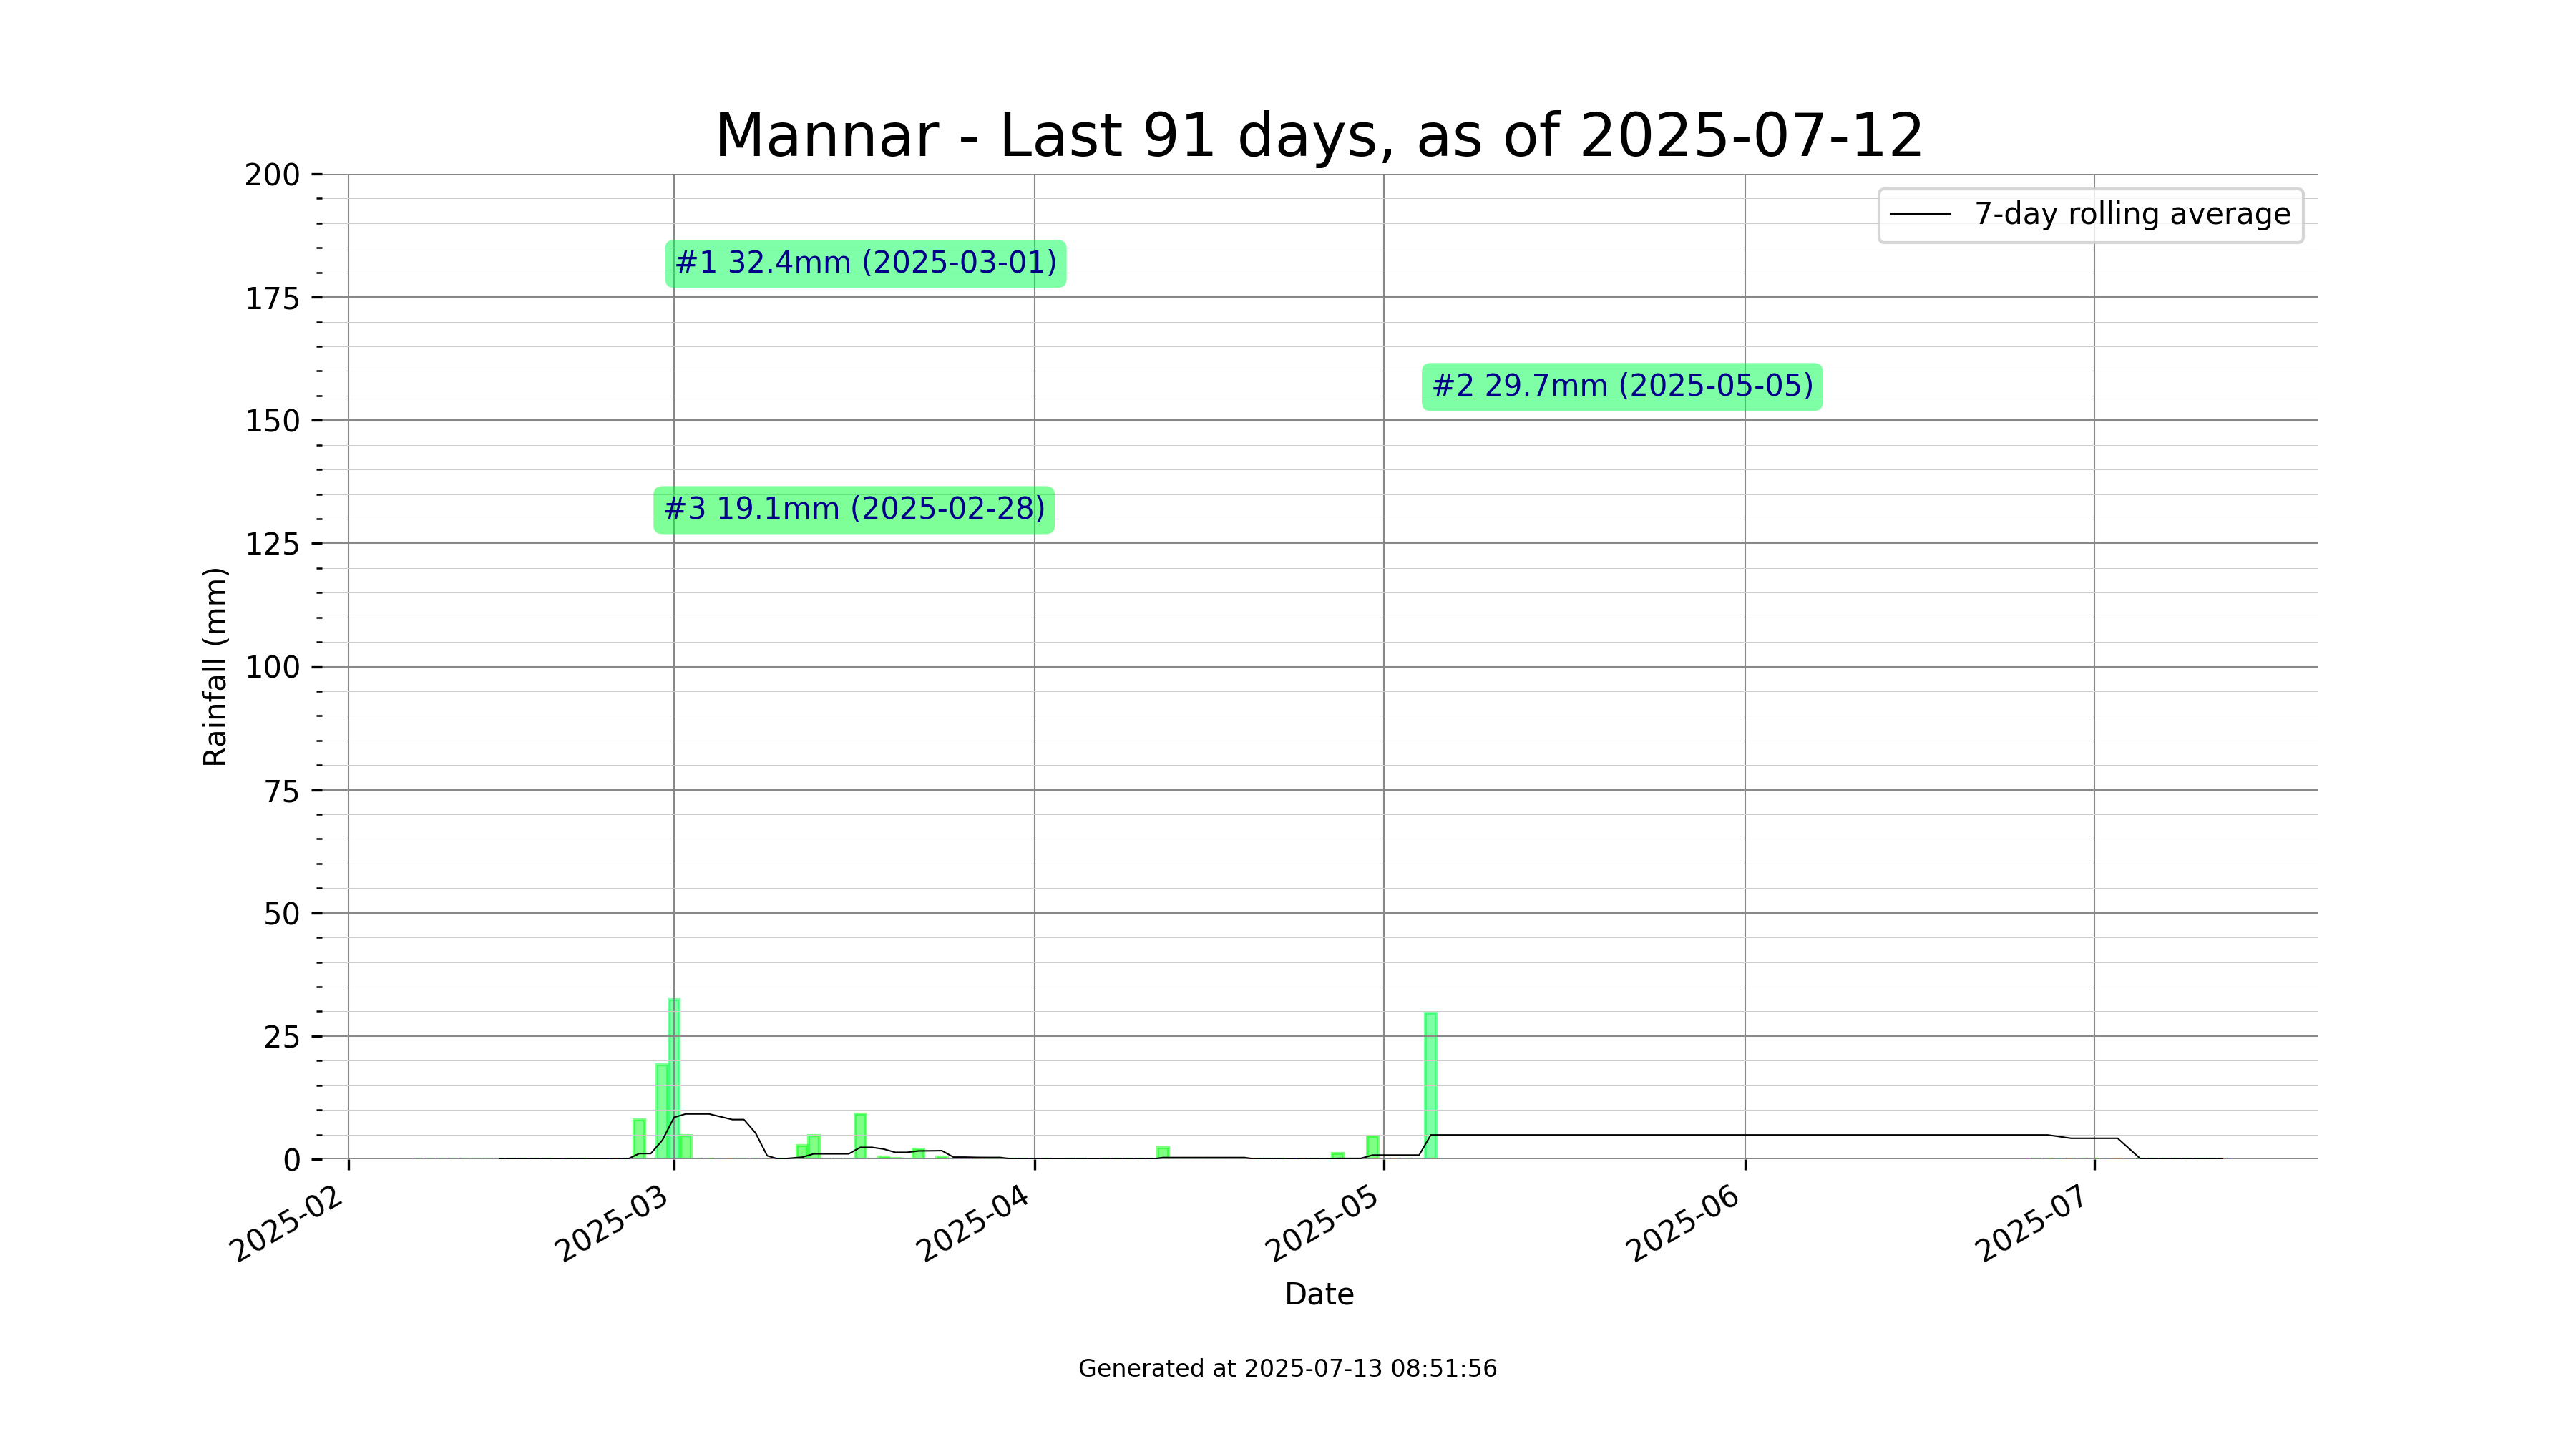 Mannar - Last 91 days, as of 2025-07-12
7-day rolling average
#1 32.4mm (2025-03-01)
#2 29.7mm (2025-05-05)
#3 19.1mm (2025-02-28)
Rainfall (mm)
200
175
150
125
100
75
50
25
0
2025-02
2025-03
2025-04
2025-05
2025-06
2025-07
Date
Generated at 2025-07-13 08:51:56